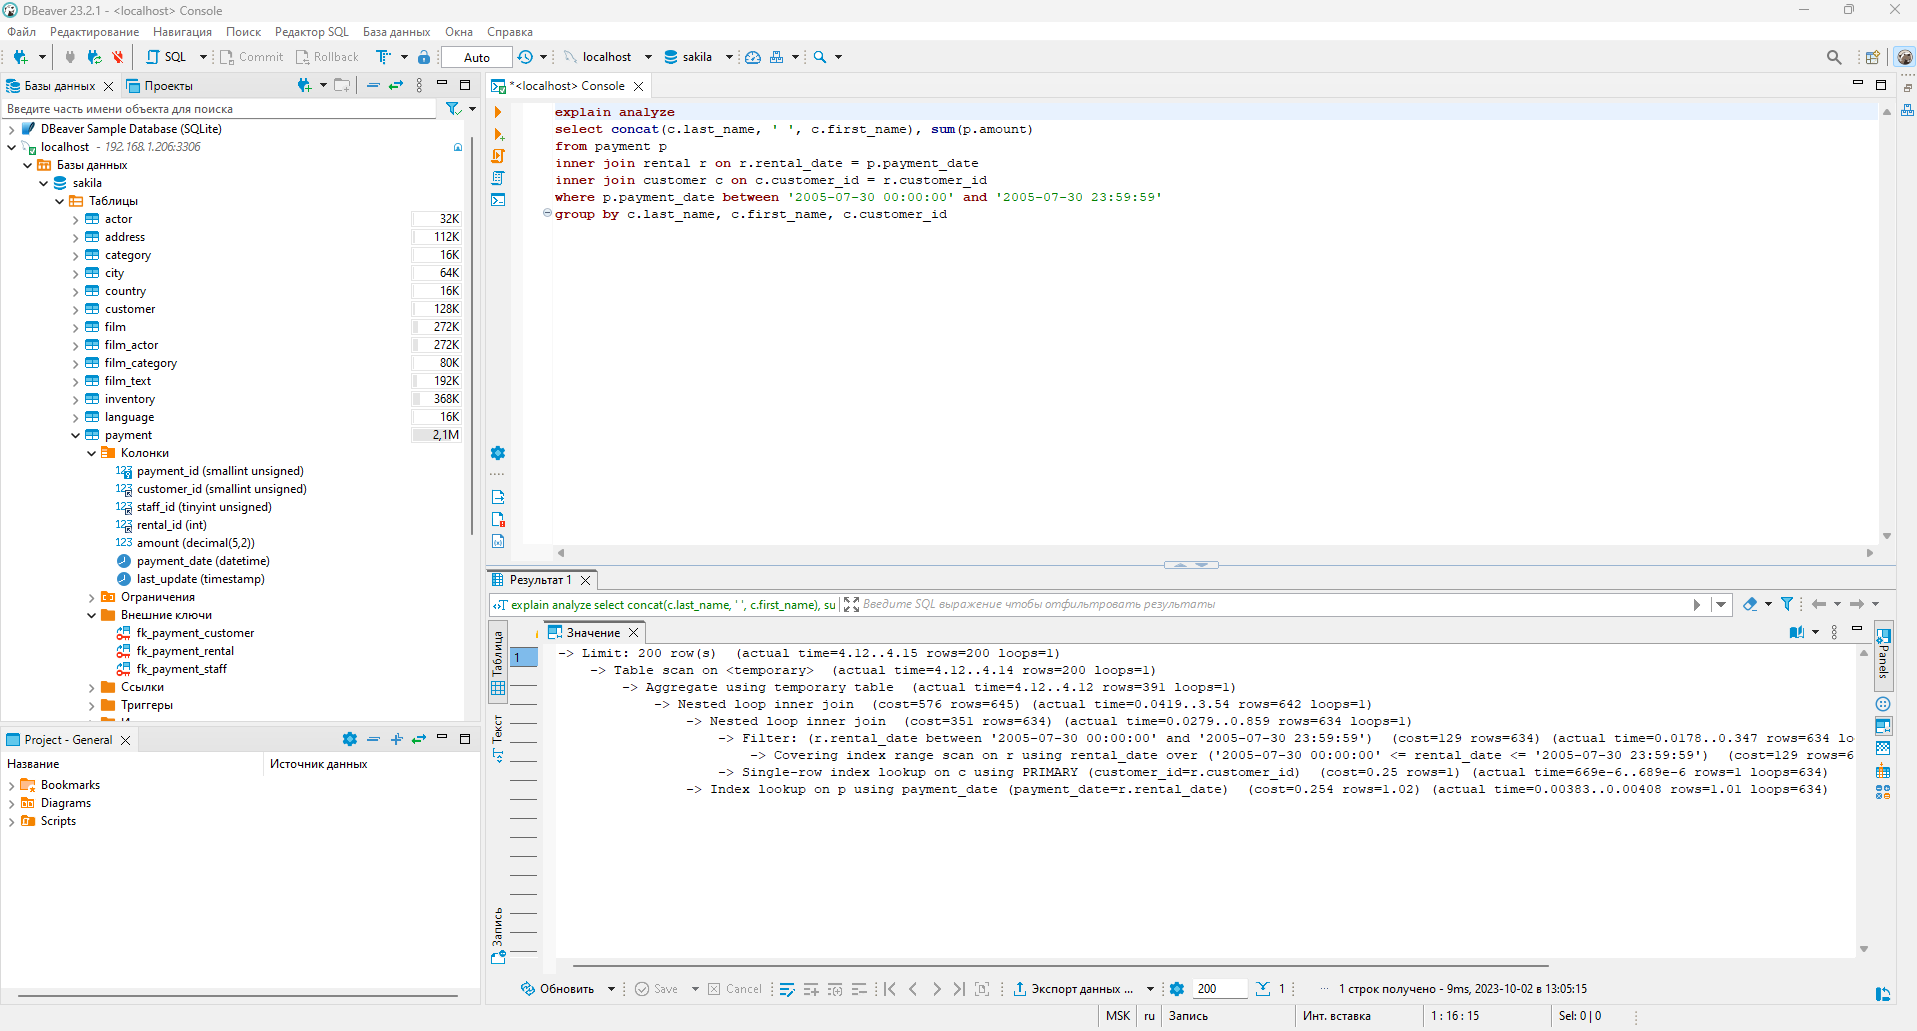 DBeaver 23.2.1 - <localhost> Console
Файл Редактирование Навигация Поиск Редактор SQL База данных Окна Справка
SQL Commit Rollback Auto localhost sakila
Базы данных Проекты
Введите часть имени объекта для поиска
DBeaver Sample Database (SQLite)
localhost - 192.168.1.206:3306
Базы данных
sakila
Таблицы
actor 32K
address 112K
category 16K
city 64K
country 16K
customer 128K
film 272K
film_actor 272K
film_category 80K
film_text 192K
inventory 368K
language 16K
payment 2,1M
Колонки
payment_id (smallint unsigned)
customer_id (smallint unsigned)
staff_id (tinyint unsigned)
rental_id (int)
amount (decimal(5,2))
payment_date (datetime)
last_update (timestamp)
Ограничения
Внешние ключи
fk_payment_customer
fk_payment_rental
fk_payment_staff
Ссылки
Триггеры
Project - General
Название Источник данных
Bookmarks
Diagrams
Scripts
*<localhost> Console
explain analyze
select concat(c.last_name, ' ', c.first_name), sum(p.amount)
from payment p
inner join rental r on r.rental_date = p.payment_date
inner join customer c on c.customer_id = r.customer_id
where p.payment_date between '2005-07-30 00:00:00' and '2005-07-30 23:59:59'
group by c.last_name, c.first_name, c.customer_id
Результат 1
explain analyze select concat(c.last_name, ' ', c.first_name), su Введите SQL выражение чтобы отфильтровать результаты
Таблица
Текст
Запись
Значение
1
-> Limit: 200 row(s)  (actual time=4.12..4.15 rows=200 loops=1)
-> Table scan on <temporary>  (actual time=4.12..4.14 rows=200 loops=1)
-> Aggregate using temporary table  (actual time=4.12..4.12 rows=391 loops=1)
-> Nested loop inner join  (cost=576 rows=645) (actual time=0.0419..3.54 rows=642 loops=1)
-> Nested loop inner join  (cost=351 rows=634) (actual time=0.0279..0.859 rows=634 loops=1)
-> Filter: (r.rental_date between '2005-07-30 00:00:00' and '2005-07-30 23:59:59')  (cost=129 rows=634) (actual time=0.0178..0.347 rows=634 lo
-> Covering index range scan on r using rental_date over ('2005-07-30 00:00:00' <= rental_date <= '2005-07-30 23:59:59')  (cost=129 rows=6
-> Single-row index lookup on c using PRIMARY (customer_id=r.customer_id)  (cost=0.25 rows=1) (actual time=669e-6..689e-6 rows=1 loops=634)
-> Index lookup on p using payment_date (payment_date=r.rental_date)  (cost=0.254 rows=1.02) (actual time=0.00383..0.00408 rows=1.01 loops=634)
Panels
Обновить Save Cancel Экспорт данных ... 200 1 1 строк получено - 9ms, 2023-10-02 в 13:05:15
MSK ru Запись Инт. вставка 1 : 16 : 15 Sel: 0 | 0